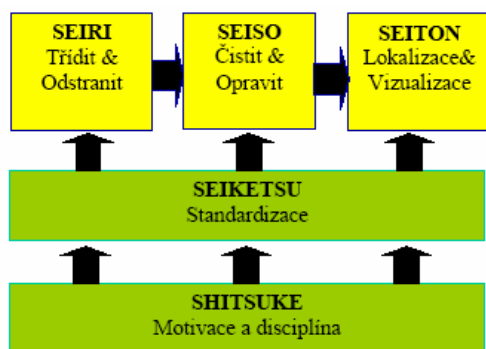 SEIRI
Třídit &
Odstranit
SEISO
Čistit &
Opravit
SEITON
Lokalizace&
Vizualizace
SEIKETSU
Standardizace
SHITSUKE
Motivace a disciplína